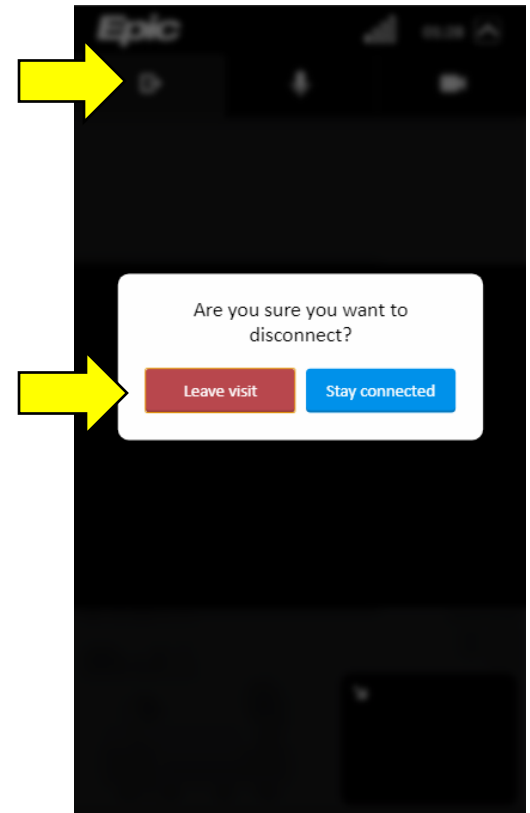 Epic
Are you sure you want to
disconnect?
Leave visit
Stay connected